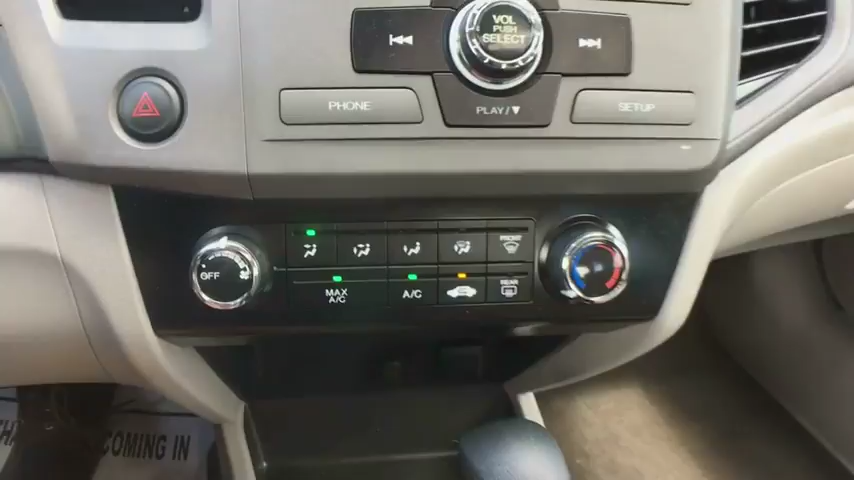 VOL
PUSH
SELECT
PHONE
PLAY/▼
SETUP
OFF
FRONT
MAX
A/C
A/C
REAR
COMING IN